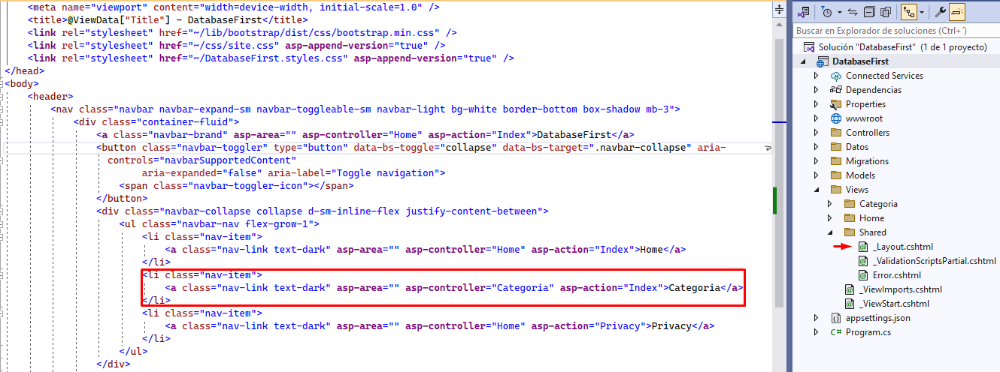 <meta name="viewport" content="width=device-width, initial-scale=1.0" />
<title>@ViewData["Title"] - DatabaseFirst</title>
<link rel="stylesheet" href="~/lib/bootstrap/dist/css/bootstrap.min.css" />
<link rel="stylesheet" href="~/css/site.css" asp-append-version="true" />
<link rel="stylesheet" href="~/DatabaseFirst.styles.css" asp-append-version="true" />
</head>
<body>
<header>
<nav class="navbar navbar-expand-sm navbar-toggleable-sm navbar-light bg-white border-bottom box-shadow mb-3">
<div class="container-fluid">
<a class="navbar-brand" asp-area="" asp-controller="Home" asp-action="Index">DatabaseFirst</a>
<button class="navbar-toggler" type="button" data-bs-toggle="collapse" data-bs-target=".navbar-collapse" aria-
controls="navbarSupportedContent"
aria-expanded="false" aria-label="Toggle navigation">
<span class="navbar-toggler-icon"></span>
</button>
<div class="navbar-collapse collapse d-sm-inline-flex justify-content-between">
<ul class="navbar-nav flex-grow-1">
<li class="nav-item">
<a class="nav-link text-dark" asp-area="" asp-controller="Home" asp-action="Index">Home</a>
</li>
<li class="nav-item">
<a class="nav-link text-dark" asp-area="" asp-controller="Categoria" asp-action="Index">Categoria</a>
</li>
<li class="nav-item">
<a class="nav-link text-dark" asp-area="" asp-controller="Home" asp-action="Privacy">Privacy</a>
</li>
</ul>
</div>
Buscar en Explorador de soluciones (Ctrl+´)
Solución "DatabaseFirst" (1 de 1 proyecto)
DatabaseFirst
Connected Services
Dependencias
Properties
wwwroot
Controllers
Datos
Migrations
Models
Views
Categoria
Home
Shared
_Layout.cshtml
_ValidationScriptsPartial.cshtml
Error.cshtml
_ViewImports.cshtml
_ViewStart.cshtml
appsettings.json
C# Program.cs